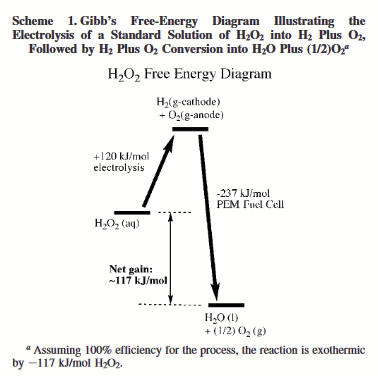 Scheme 1. Gibb's Free-Energy Diagram Illustrating the
Electrolysis of a Standard Solution of H₂O₂ into H₂ Plus O₂,
Followed by H₂ Plus O₂ Conversion into H₂O Plus (1/2)O₂ᵃ
H₂O₂ Free Energy Diagram
H₂(g-cathode)
+ O₂(g-anode)
+120 kJ/mol
electrolysis
-237 kJ/mol
PEM Fuel Cell
H₂O₂ (aq)
Net gain:
~117 kJ/mol
H₂O (l)
+ (1/2) O₂ (g)
ᵃ Assuming 100% efficiency for the process, the reaction is exothermic
by −117 kJ/mol H₂O₂.